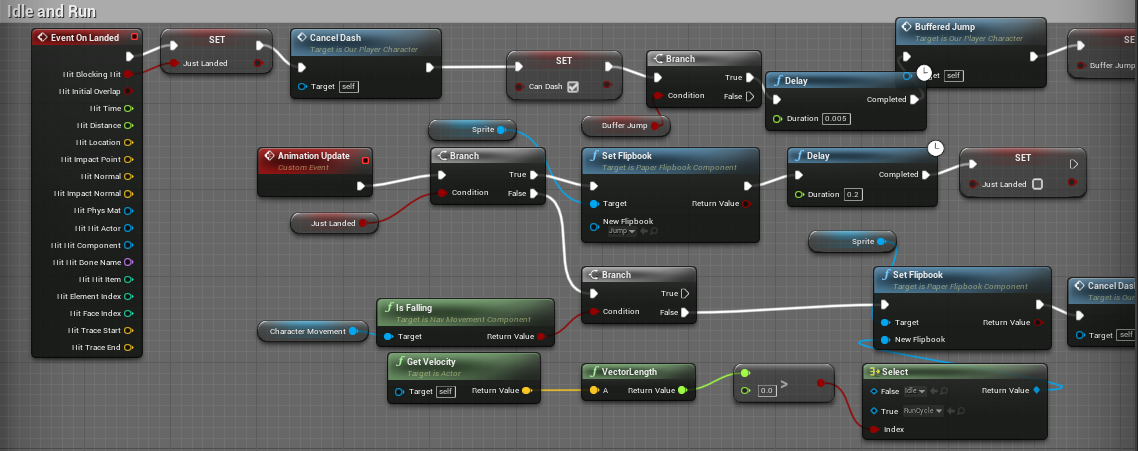 Idle and Run
Event On Landed
Hit Blocking Hit
Hit Initial Overlap
Hit Time
Hit Distance
Hit Location
Hit Impact Point
Hit Normal
Hit Impact Normal
Hit Phys Mat
Hit Hit Actor
Hit Hit Component
Hit Hit Bone Name
Hit Hit Item
Hit Element Index
Hit Face Index
Hit Trace Start
Hit Trace End
SET
Just Landed
Cancel Dash
Target is Our Player Character
Target self
SET
Can Dash
Branch
True
Condition False
Buffer Jump
Delay
Completed
Duration 0.005
Buffered Jump
Target is Our Player Character
get self
SE
Buffer Jump
Sprite
Animation Update
Custom Event
Just Landed
Branch
True
Condition False
Set Flipbook
Target is Paper Flipbook Component
Target Return Value
New Flipbook
Jump
Delay
Completed
Duration 0.2
SET
Just Landed
Sprite
Branch
True
Condition False
Character Movement
Is Falling
Target is Nav Movement Component
Target Return Value
Set Flipbook
Target is Paper Flipbook Component
Target Return Value
New Flipbook
Cancel Das
Target is Our
Target self
Get Velocity
Target is Actor
Target self Return Value
VectorLength
A Return Value
0.0 >
Select
False Idle Return Value
True RunCycle
Index